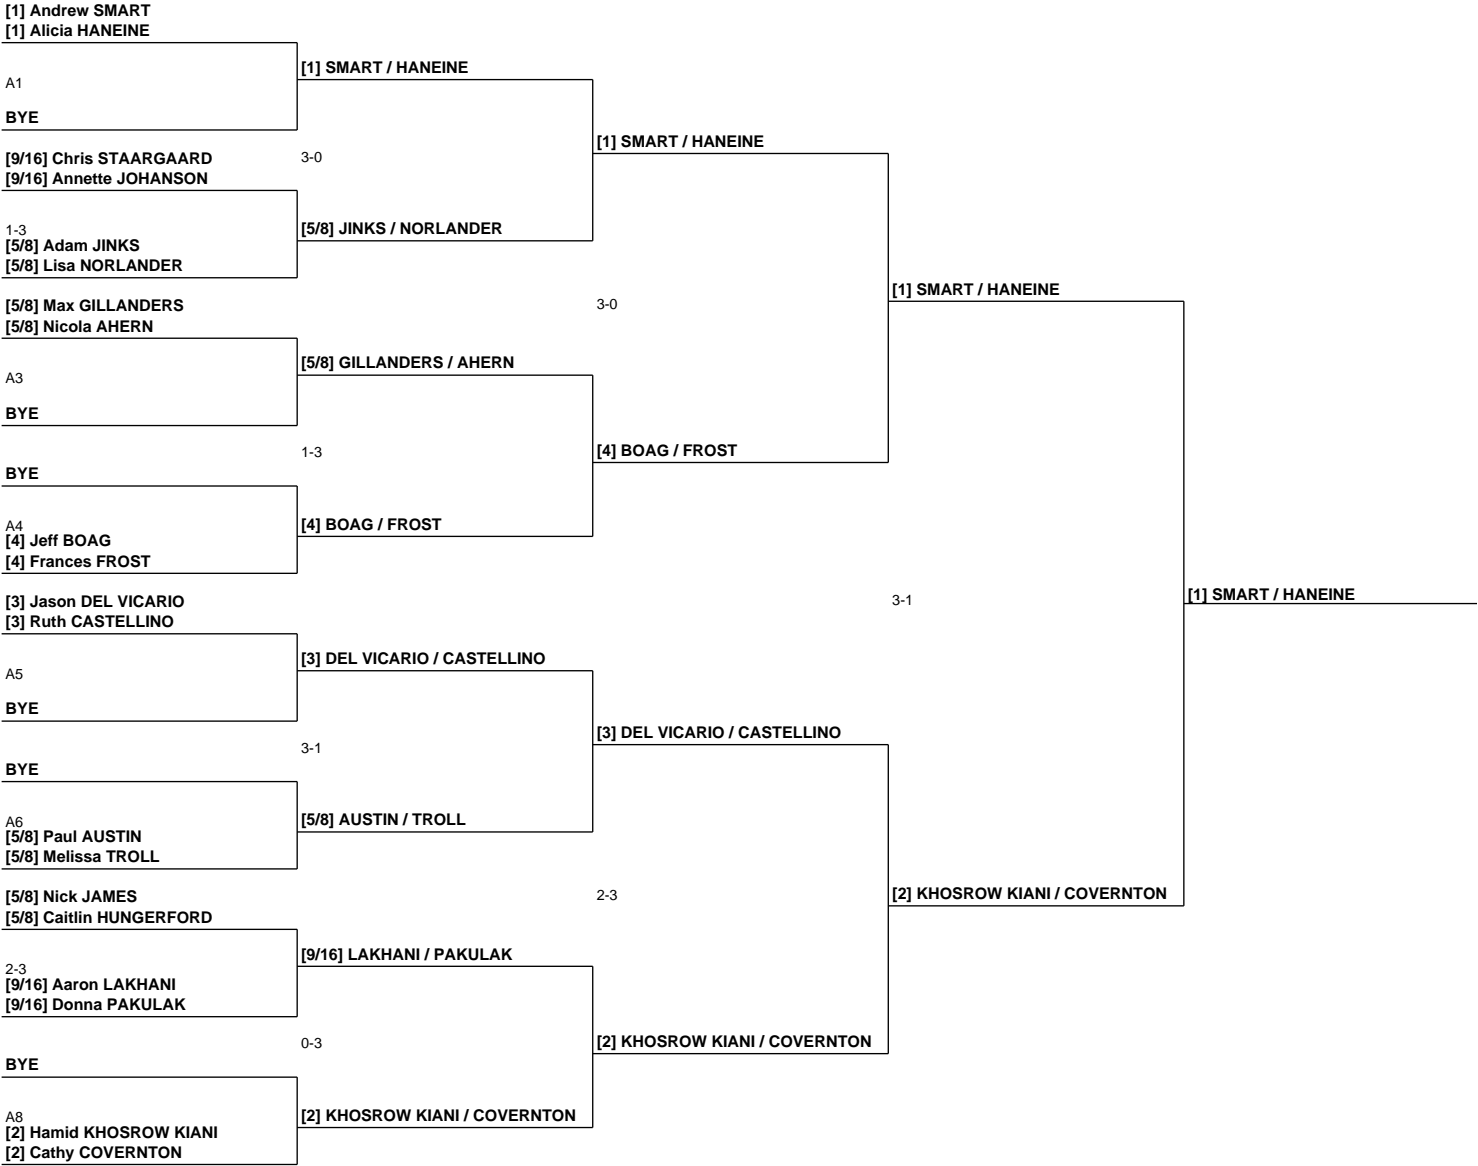 [1] Andrew SMART
[1] Alicia HANEINE
[1] SMART / HANEINE
A1
BYE
[1] SMART / HANEINE
[9/16] Chris STAARGAARD
3-0
[9/16] Annette JOHANSON
1-3
[5/8] JINKS / NORLANDER
[5/8] Adam JINKS
[5/8] Lisa NORLANDER
[1] SMART / HANEINE
[5/8] Max GILLANDERS
3-0
[5/8] Nicola AHERN
[5/8] GILLANDERS / AHERN
A3
BYE
1-3
[4] BOAG / FROST
BYE
A4
[4] BOAG / FROST
[4] Jeff BOAG
[4] Frances FROST
[1] SMART / HANEINE
[3] Jason DEL VICARIO
3-1
[3] Ruth CASTELLINO
[3] DEL VICARIO / CASTELLINO
A5
BYE
[3] DEL VICARIO / CASTELLINO
3-1
BYE
A6
[5/8] AUSTIN / TROLL
[5/8] Paul AUSTIN
[5/8] Melissa TROLL
[5/8] Nick JAMES
2-3
[2] KHOSROW KIANI / COVERNTON
[5/8] Caitlin HUNGERFORD
[9/16] LAKHANI / PAKULAK
2-3
[9/16] Aaron LAKHANI
[9/16] Donna PAKULAK
0-3
[2] KHOSROW KIANI / COVERNTON
BYE
A8
[2] KHOSROW KIANI / COVERNTON
[2] Hamid KHOSROW KIANI
[2] Cathy COVERNTON